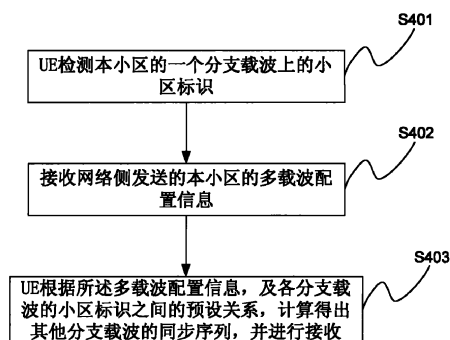 S401
UE检测本小区的一个分支载波上的小
区标识
S402
接收网络侧发送的本小区的多载波配
置信息
S403
UE根据所述多载波配置信息，及各分支载
波的小区标识之间的预设关系，计算得出
其他分支载波的同步序列，并进行接收